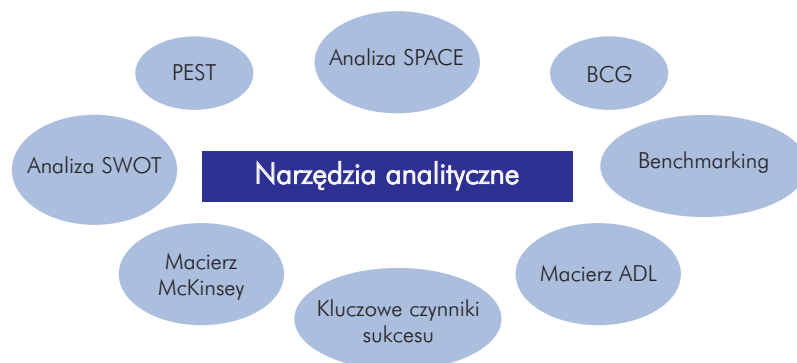 Analiza SPACE
PEST
BCG
Analiza SWOT
Narzędzia analityczne
Benchmarking
Macierz
McKinsey
Macierz ADL
Kluczowe czynniki
sukcesu